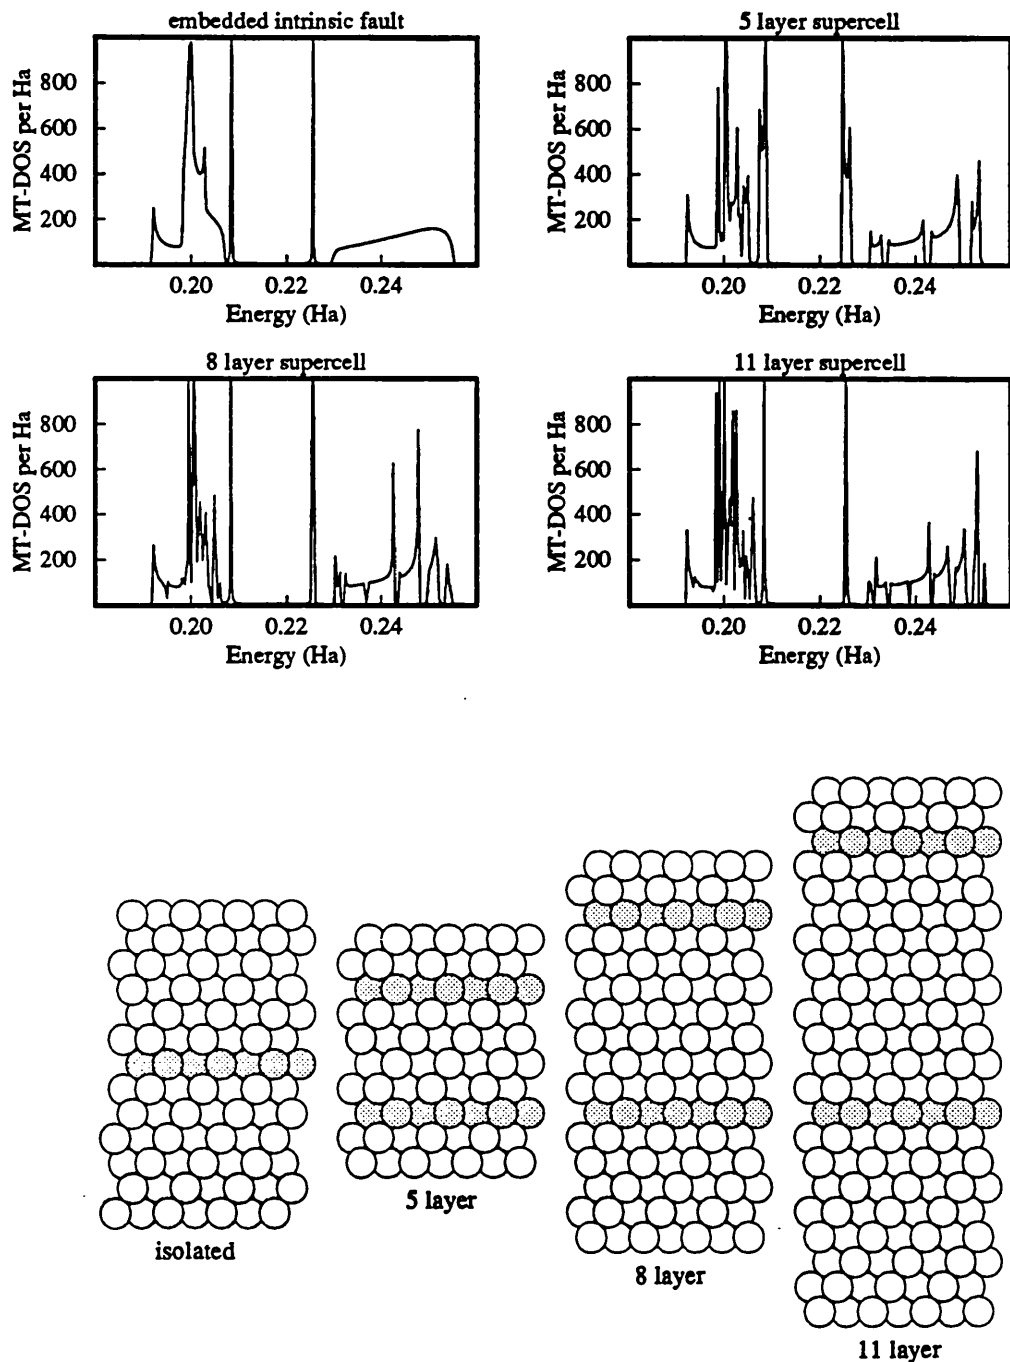 embedded intrinsic fault
MT-DOS per Ha
800
600
400
200
0.20 0.22 0.24
Energy (Ha)
5 layer supercell
MT-DOS per Ha
800
600
400
200
0.20 0.22 0.24
Energy (Ha)
8 layer supercell
MT-DOS per Ha
800
600
400
200
0.20 0.22 0.24
Energy (Ha)
11 layer supercell
MT-DOS per Ha
800
600
400
200
0.20 0.22 0.24
Energy (Ha)
isolated
5 layer
8 layer
11 layer